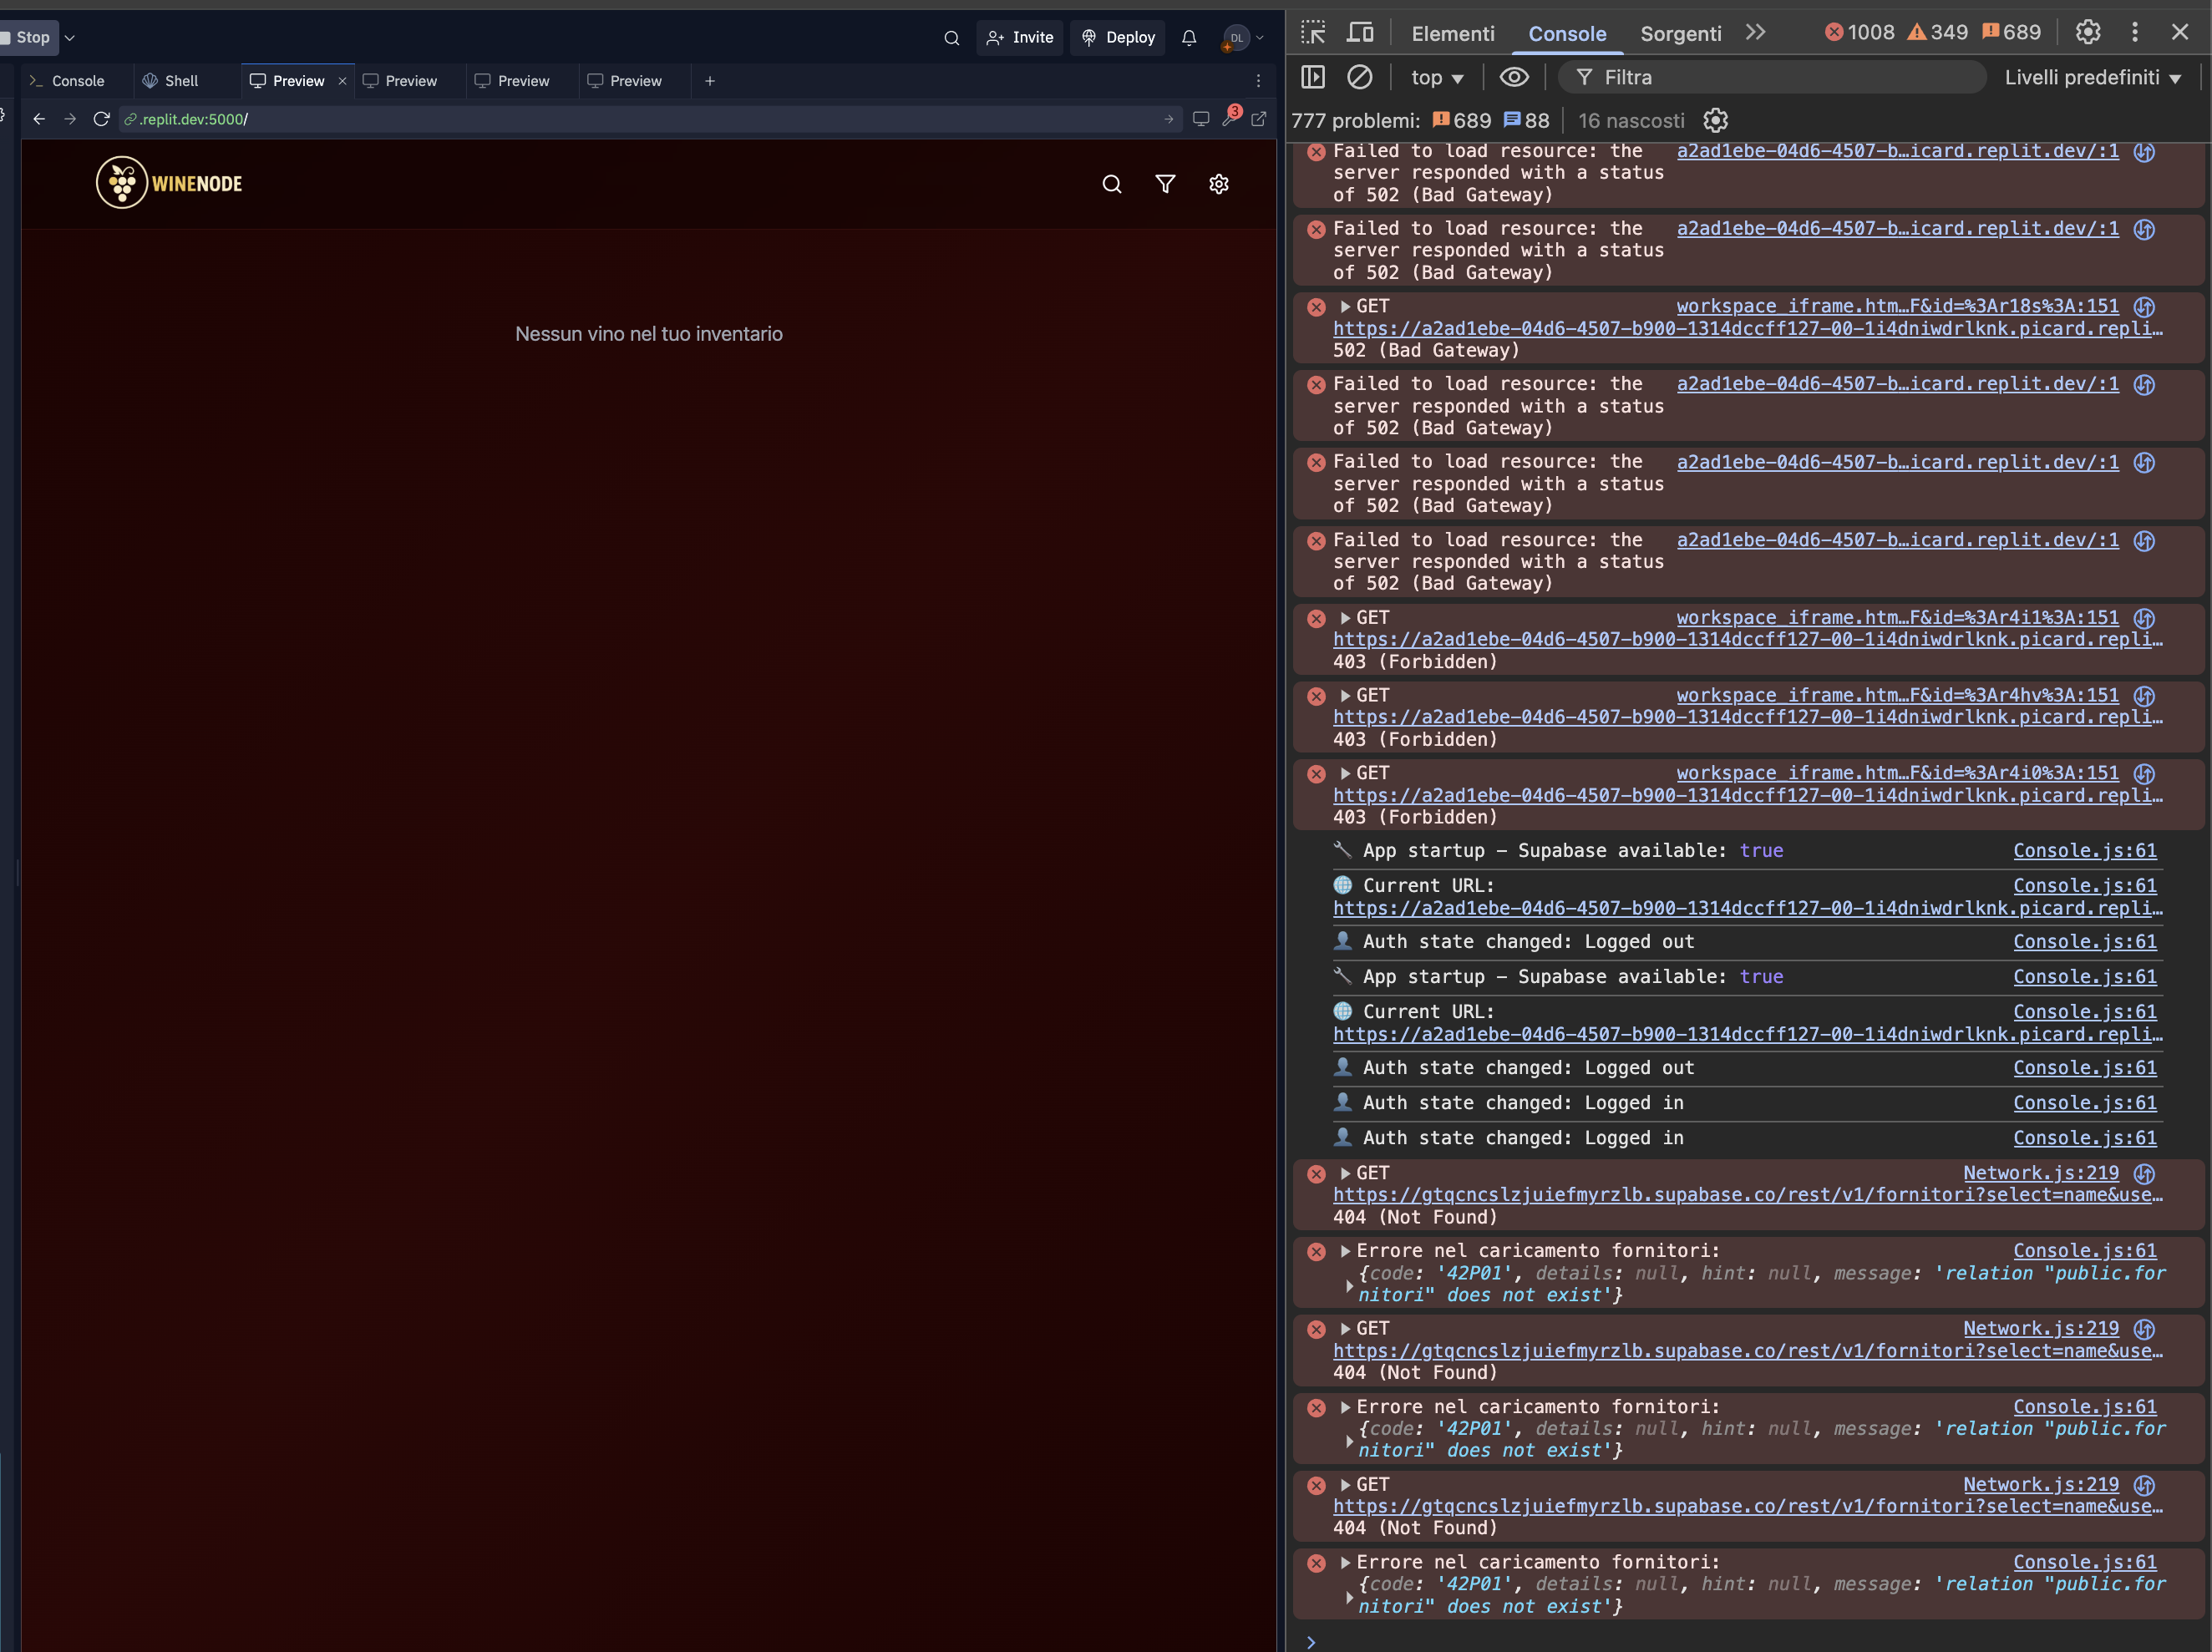 Stop
Invite
Deploy
DL
Console
Shell
Preview
Preview
Preview
Preview
.replit.dev:5000/
3
WINENODE
Nessun vino nel tuo inventario
Elementi
Console
Sorgenti
1008
349
689
top
Filtra
Livelli predefiniti
777 problemi:
689
88
16 nascosti
Failed to load resource: the a2ad1ebe-04d6-4507-b…icard.replit.dev/:1
server responded with a status
of 502 (Bad Gateway)
Failed to load resource: the a2ad1ebe-04d6-4507-b…icard.replit.dev/:1
server responded with a status
of 502 (Bad Gateway)
GET workspace_iframe.htm…F&id=%3Ar18s%3A:151
https://a2ad1ebe-04d6-4507-b900-1314dccff127-00-1i4dniwdrlknk.picard.repli…
502 (Bad Gateway)
Failed to load resource: the a2ad1ebe-04d6-4507-b…icard.replit.dev/:1
server responded with a status
of 502 (Bad Gateway)
Failed to load resource: the a2ad1ebe-04d6-4507-b…icard.replit.dev/:1
server responded with a status
of 502 (Bad Gateway)
Failed to load resource: the a2ad1ebe-04d6-4507-b…icard.replit.dev/:1
server responded with a status
of 502 (Bad Gateway)
GET workspace_iframe.htm…F&id=%3Ar4i1%3A:151
https://a2ad1ebe-04d6-4507-b900-1314dccff127-00-1i4dniwdrlknk.picard.repli…
403 (Forbidden)
GET workspace_iframe.htm…F&id=%3Ar4hv%3A:151
https://a2ad1ebe-04d6-4507-b900-1314dccff127-00-1i4dniwdrlknk.picard.repli…
403 (Forbidden)
GET workspace_iframe.htm…F&id=%3Ar4i0%3A:151
https://a2ad1ebe-04d6-4507-b900-1314dccff127-00-1i4dniwdrlknk.picard.repli…
403 (Forbidden)
App startup – Supabase available: true Console.js:61
Current URL: Console.js:61
https://a2ad1ebe-04d6-4507-b900-1314dccff127-00-1i4dniwdrlknk.picard.repli…
Auth state changed: Logged out Console.js:61
App startup – Supabase available: true Console.js:61
Current URL: Console.js:61
https://a2ad1ebe-04d6-4507-b900-1314dccff127-00-1i4dniwdrlknk.picard.repli…
Auth state changed: Logged out Console.js:61
Auth state changed: Logged in Console.js:61
Auth state changed: Logged in Console.js:61
GET Network.js:219
https://gtqcncslzjuiefmyrzlb.supabase.co/rest/v1/fornitori?select=name&use…
404 (Not Found)
Errore nel caricamento fornitori: Console.js:61
{code: '42P01', details: null, hint: null, message: 'relation "public.for
nitori" does not exist'}
GET Network.js:219
https://gtqcncslzjuiefmyrzlb.supabase.co/rest/v1/fornitori?select=name&use…
404 (Not Found)
Errore nel caricamento fornitori: Console.js:61
{code: '42P01', details: null, hint: null, message: 'relation "public.for
nitori" does not exist'}
GET Network.js:219
https://gtqcncslzjuiefmyrzlb.supabase.co/rest/v1/fornitori?select=name&use…
404 (Not Found)
Errore nel caricamento fornitori: Console.js:61
{code: '42P01', details: null, hint: null, message: 'relation "public.for
nitori" does not exist'}